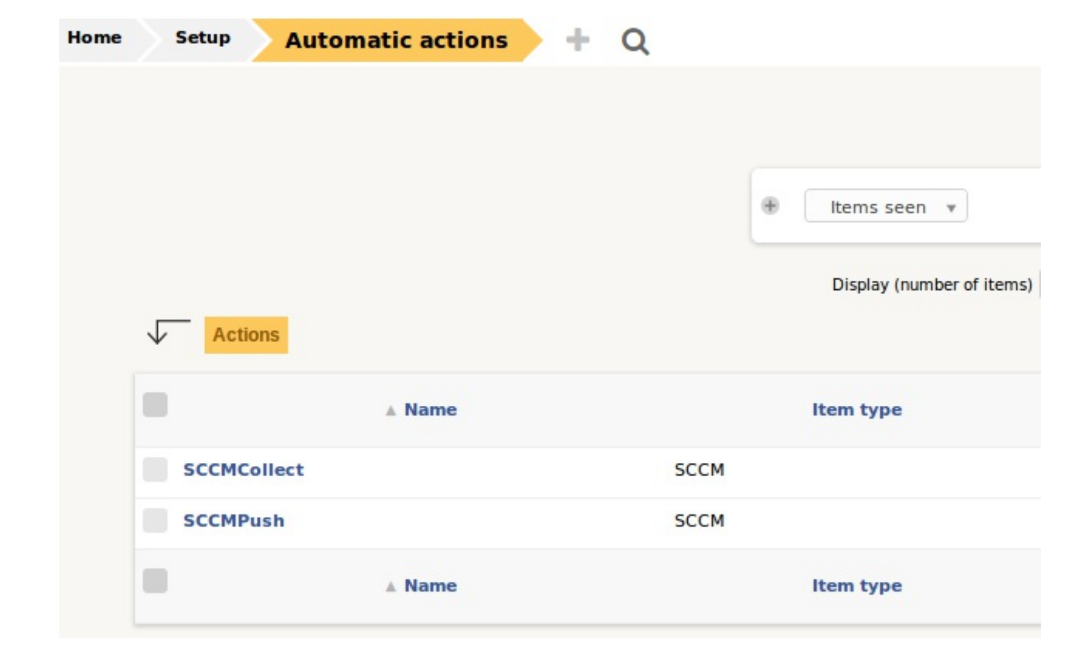 Home Setup Automatic actions
Items seen
Display (number of items)
Actions
Name Item type
SCCMCollect SCCM
SCCMPush SCCM
Name Item type